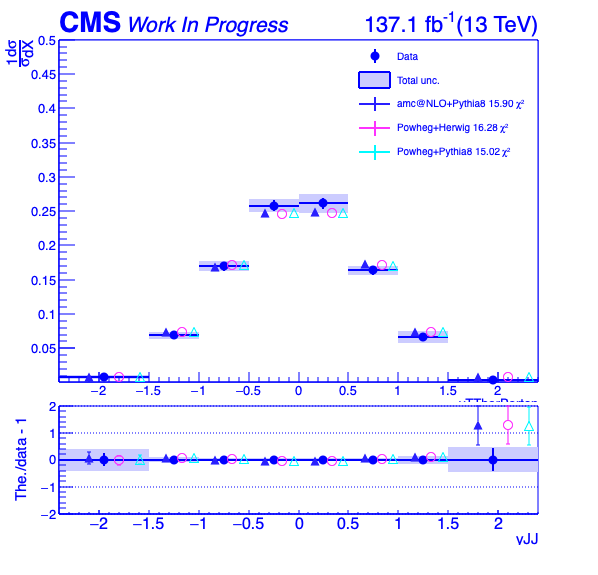 CMS Work In Progress 137.1 fb-1(13 TeV)
1dσ
σdX
0.5
0.45
0.4
0.35
0.3
0.25
0.2
0.15
0.1
0.05
Data
Total unc.
amc@NLO+Pythia8 15.90 χ²
Powheg+Herwig 16.28 χ²
Powheg+Pythia8 15.02 χ²
−2 −1.5 −1 −0.5 0 0.5 1 1.5 2
The./data - 1
2
1
0
−1
−2
−2 −1.5 −1 −0.5 0 0.5 1 1.5 2
yJJ